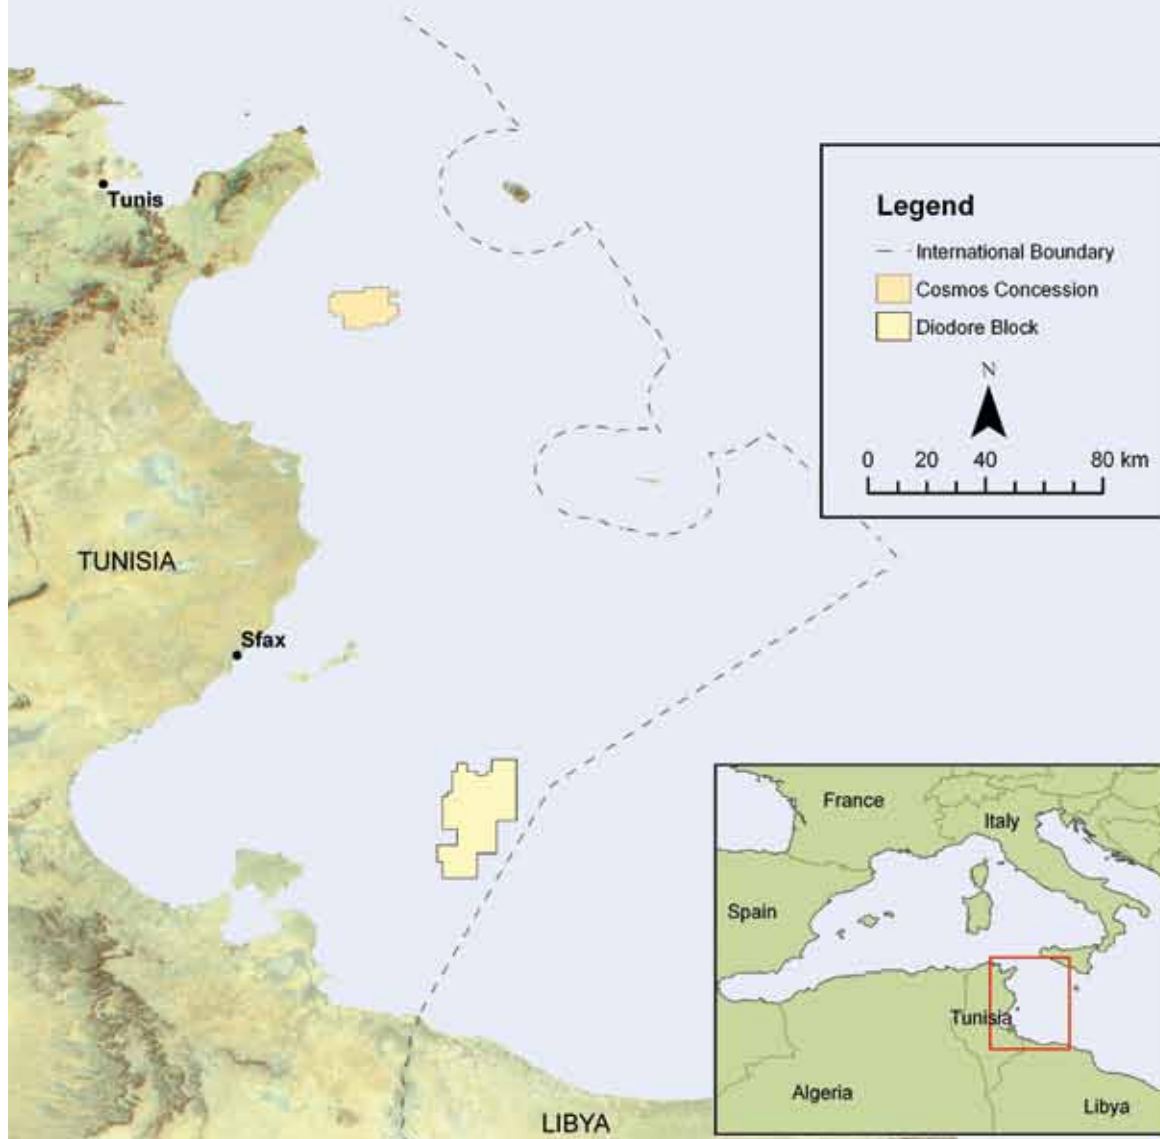 Tunis
TUNISIA
Sfax
LIBYA
Legend
International Boundary
Cosmos Concession
Diodore Block
N
0 20 40 80 km
France
Italy
Spain
Tunisia
Algeria
Libya